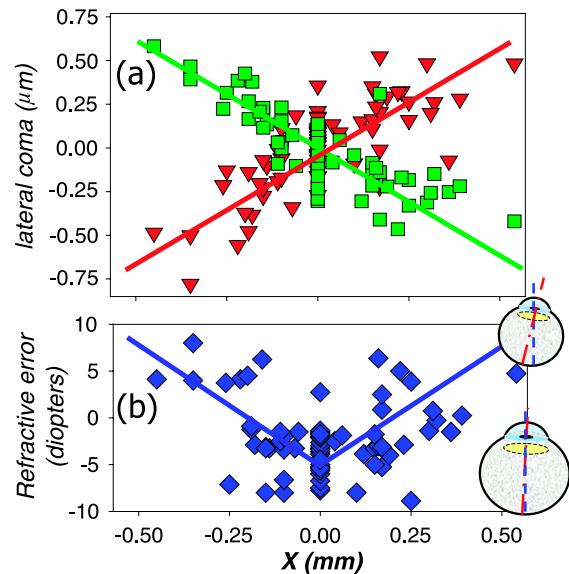 0.75
(a)
0.50
0.25
0.00
-0.25
-0.50
-0.75
lateral coma (μm)
10
5
0
-5
-10
(b)
Refractive error
(diopters)
-0.50
-0.25
0.00
0.25
0.50
X (mm)